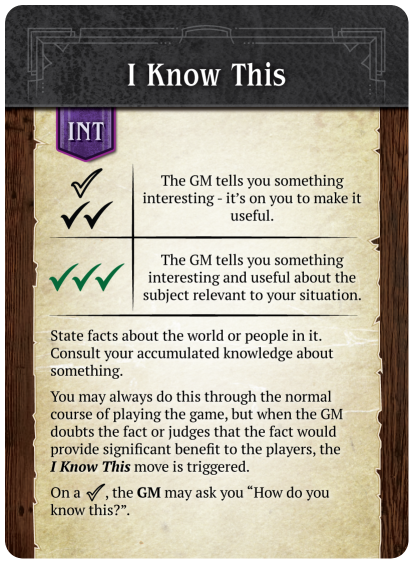 I Know This
INT
The GM tells you something
interesting - it's on you to make it
useful.
The GM tells you something
interesting and useful about the
subject relevant to your situation.
State facts about the world or people in it.
Consult your accumulated knowledge about
something.
You may always do this through the normal
course of playing the game, but when the GM
doubts the fact or judges that the fact would
provide significant benefit to the players, the
I Know This move is triggered.
On a ✓, the GM may ask you “How do you
know this?”.